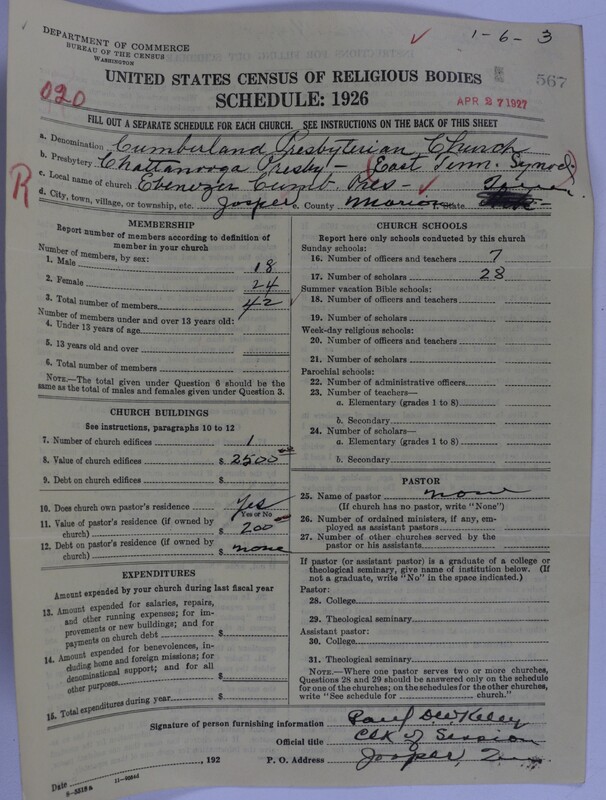 DEPARTMENT OF COMMERCE
BUREAU OF THE CENSUS
WASHINGTON
1-6-3
UNITED STATES CENSUS OF RELIGIOUS BODIES
SCHEDULE: 1926
567
020
APR 27 1927
FILL OUT A SEPARATE SCHEDULE FOR EACH CHURCH. SEE INSTRUCTIONS ON THE BACK OF THIS SHEET
a. Denomination Cumberland Presbyterian Church
b. Presbytery Chattanooga Presby- (East Tenn. Synod)
R
c. Local name of church Ebenezer Cumb. Pres-
d. City, town, village, or township, etc. Jasper e. County Marion State
MEMBERSHIP
Report number of members according to definition of member in your church
Number of members, by sex:
1. Male 18
2. Female 24
3. Total number of members 42
Number of members under and over 13 years old:
4. Under 13 years of age
5. 13 years old and over
6. Total number of members
NOTE.—The total given under Question 6 should be the same as the total of males and females given under Question 3.
CHURCH BUILDINGS
See instructions, paragraphs 10 to 12
7. Number of church edifices 1
8. Value of church edifices $ 2500
9. Debt on church edifices $
10. Does church own pastor's residence Yes
Yes or No
11. Value of pastor's residence (if owned by church) $ 200
12. Debt on pastor's residence (if owned by church) $ none
EXPENDITURES
Amount expended by your church during last fiscal year
13. Amount expended for salaries, repairs, and other running expenses; for improvements or new buildings; and for payments on church debt $
14. Amount expended for benevolences, including home and foreign missions; for denominational support; and for all other purposes $
15. Total expenditures during year $
CHURCH SCHOOLS
Report here only schools conducted by this church
Sunday schools:
16. Number of officers and teachers 7
17. Number of scholars 28
Summer vacation Bible schools:
18. Number of officers and teachers
19. Number of scholars
Week-day religious schools:
20. Number of officers and teachers
21. Number of scholars
Parochial schools:
22. Number of administrative officers
23. Number of teachers—
a. Elementary (grades 1 to 8)
b. Secondary
24. Number of scholars—
a. Elementary (grades 1 to 8)
b. Secondary
PASTOR
25. Name of pastor none
(If church has no pastor, write "None")
26. Number of ordained ministers, if any, employed as assistant pastors
27. Number of other churches served by the pastor or his assistants
If pastor (or assistant pastor) is a graduate of a college or theological seminary, give name of institution below. (If not a graduate, write "No" in the space indicated.)
Pastor:
28. College
29. Theological seminary
Assistant pastor:
30. College
31. Theological seminary
NOTE.—Where one pastor serves two or more churches, Questions 28 and 29 should be answered only on the schedule for one of the churches; on the schedules for the other churches, write "See schedule for church."
Signature of person furnishing information Paul
Official title Clk of Session
Date , 192 P. O. Address Jasper, Tenn
8-5218a 11-9054d